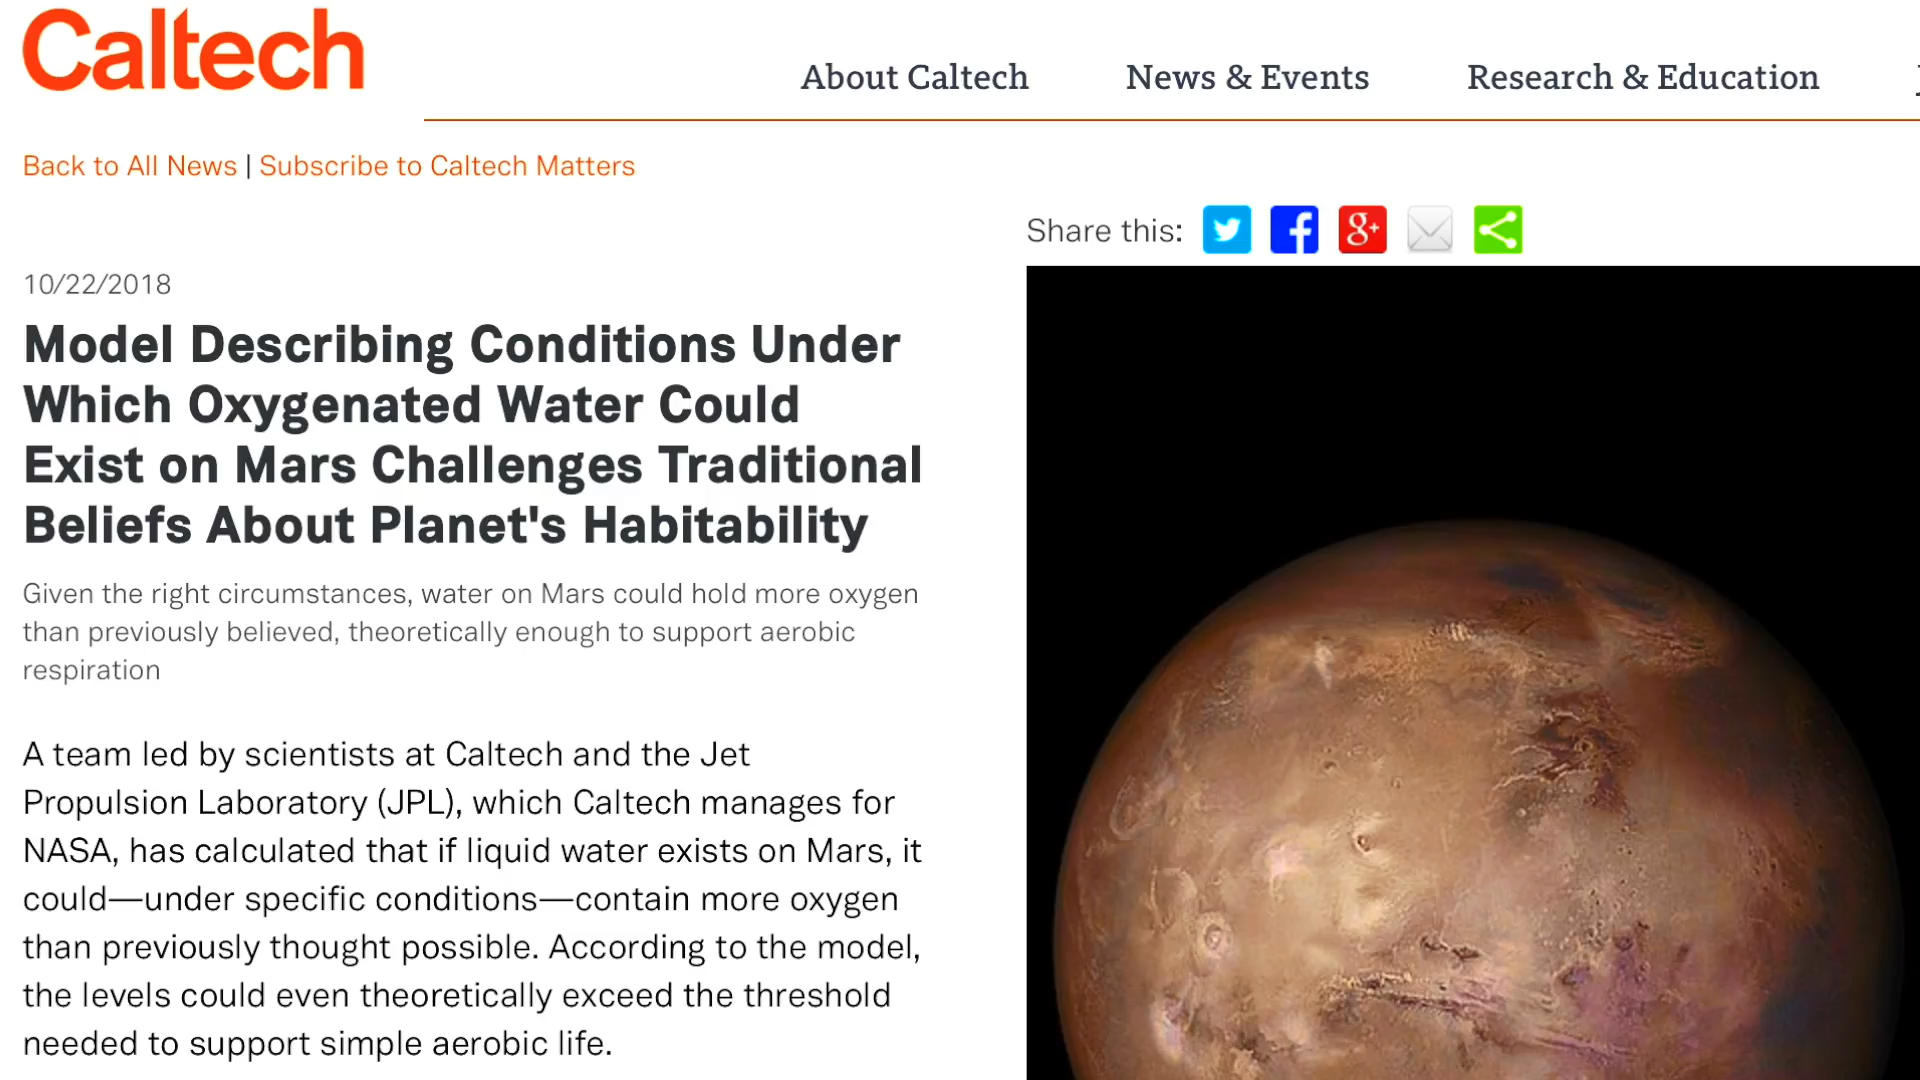 Caltech
About Caltech News & Events Research & Education
Back to All News | Subscribe to Caltech Matters
Share this:
10/22/2018
Model Describing Conditions Under
Which Oxygenated Water Could
Exist on Mars Challenges Traditional
Beliefs About Planet's Habitability
Given the right circumstances, water on Mars could hold more oxygen
than previously believed, theoretically enough to support aerobic
respiration
A team led by scientists at Caltech and the Jet
Propulsion Laboratory (JPL), which Caltech manages for
NASA, has calculated that if liquid water exists on Mars, it
could—under specific conditions—contain more oxygen
than previously thought possible. According to the model,
the levels could even theoretically exceed the threshold
needed to support simple aerobic life.